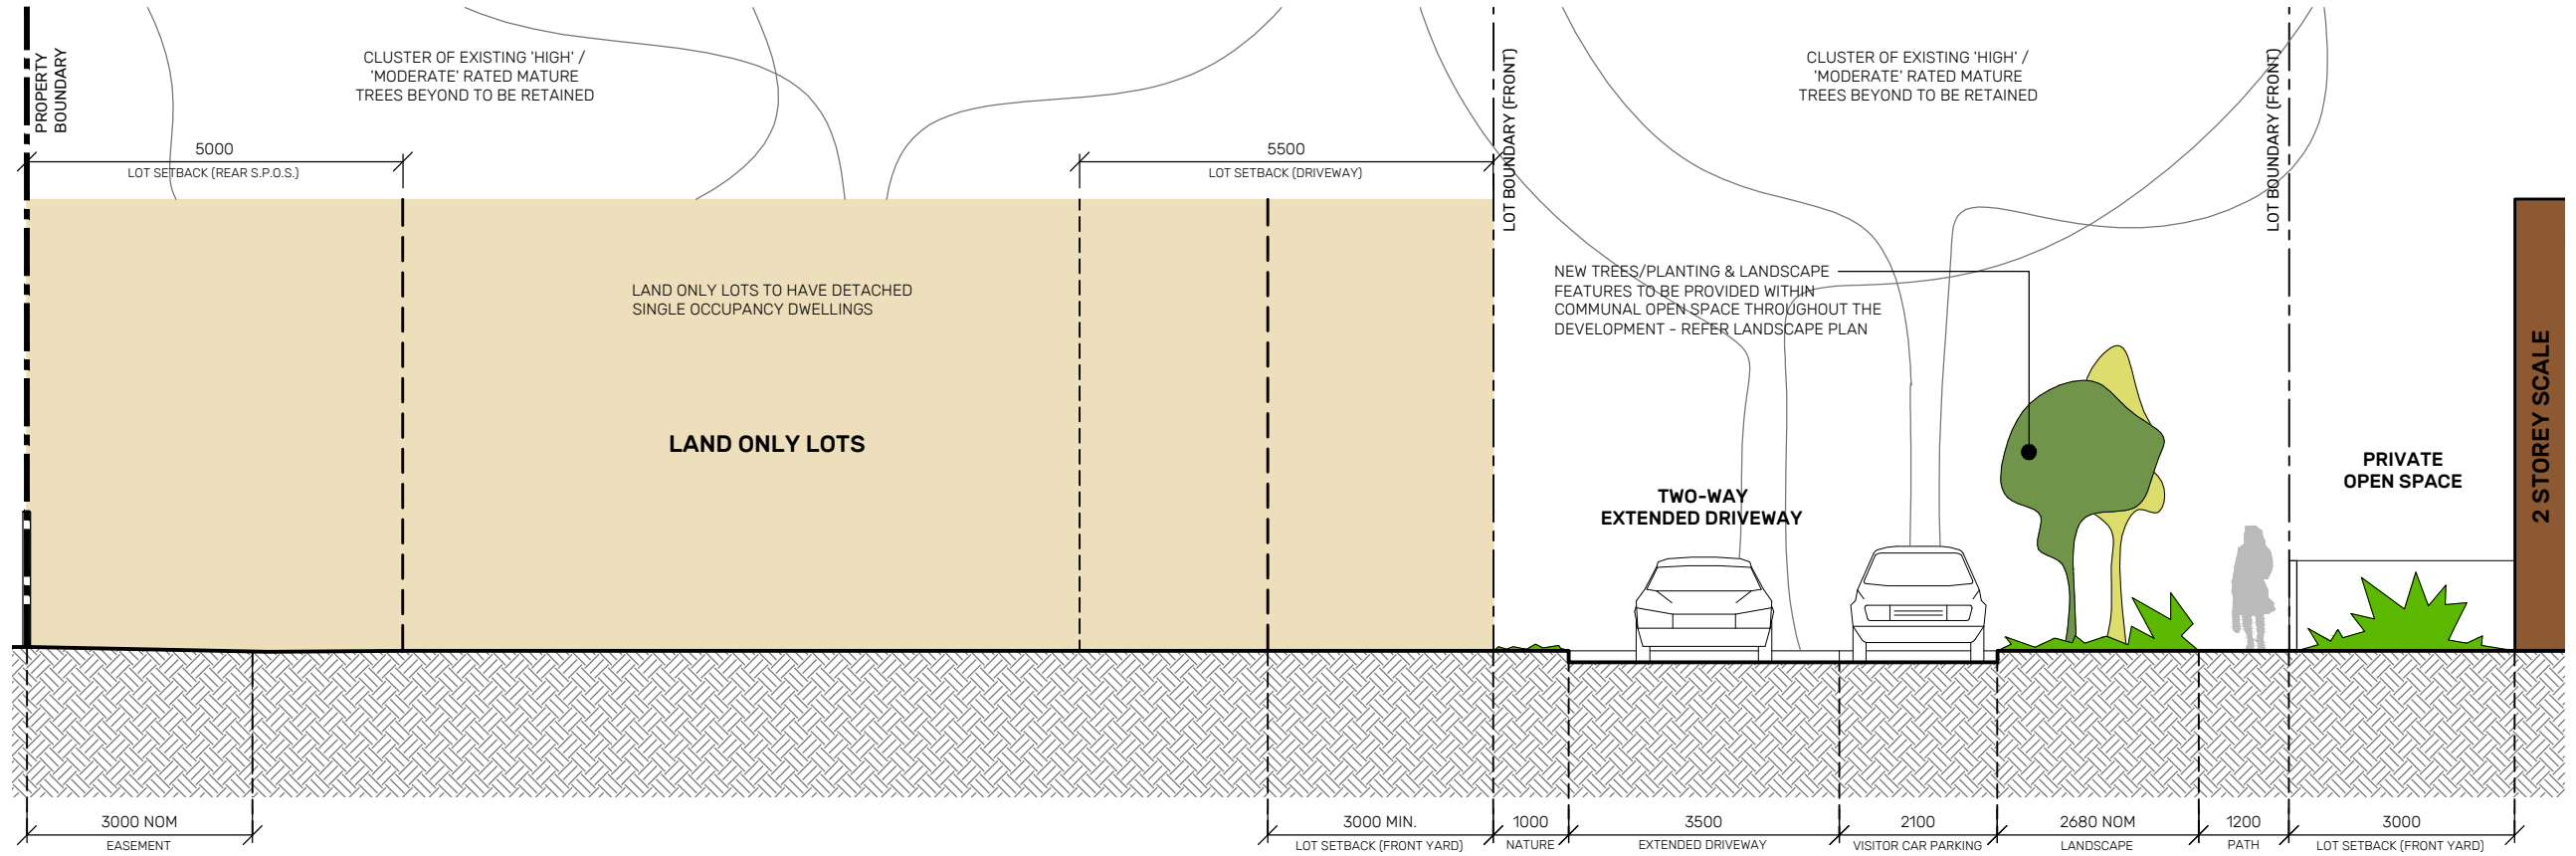 PROPERTY
BOUNDARY
CLUSTER OF EXISTING 'HIGH' /
'MODERATE' RATED MATURE
TREES BEYOND TO BE RETAINED
5000
LOT SETBACK (REAR S.P.O.S.)
5500
LOT SETBACK (DRIVEWAY)
LOT BOUNDARY (FRONT)
CLUSTER OF EXISTING 'HIGH' /
'MODERATE' RATED MATURE
TREES BEYOND TO BE RETAINED
LOT BOUNDARY (FRONT)
LAND ONLY LOTS TO HAVE DETACHED
SINGLE OCCUPANCY DWELLINGS
NEW TREES/PLANTING & LANDSCAPE
FEATURES TO BE PROVIDED WITHIN
COMMUNAL OPEN SPACE THROUGHOUT THE
DEVELOPMENT - REFER LANDSCAPE PLAN
LAND ONLY LOTS
TWO-WAY
EXTENDED DRIVEWAY
PRIVATE
OPEN SPACE
2 STOREY SCALE
3000 NOM
EASEMENT
3000 MIN.
LOT SETBACK (FRONT YARD)
1000
NATURE
3500
EXTENDED DRIVEWAY
2100
VISITOR CAR PARKING
2680 NOM
LANDSCAPE
1200
PATH
3000
LOT SETBACK (FRONT YARD)